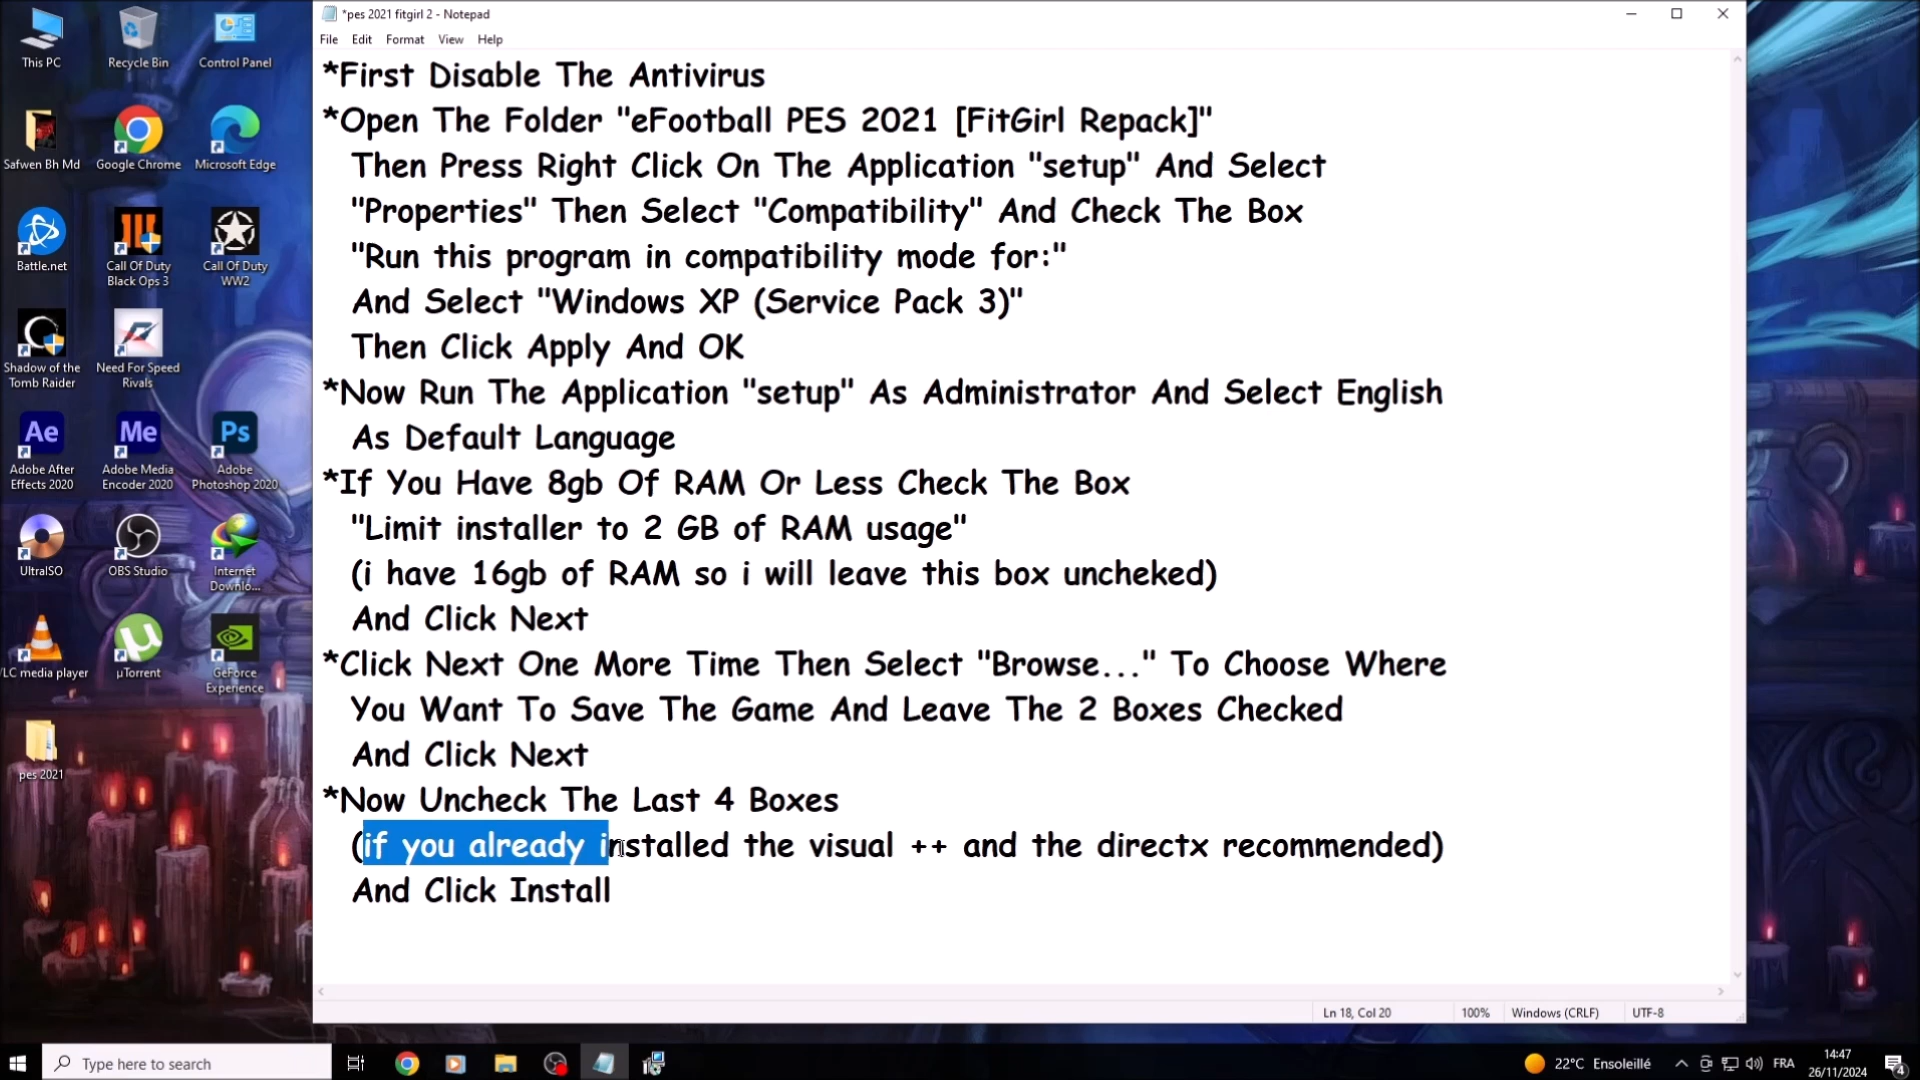 *pes 2021 fitgirl 2 - Notepad
File Edit Format View Help
*First Disable The Antivirus
*Open The Folder "eFootball PES 2021 [FitGirl Repack]"
Then Press Right Click On The Application "setup" And Select
"Properties" Then Select "Compatibility" And Check The Box
"Run this program in compatibility mode for:"
And Select "Windows XP (Service Pack 3)"
Then Click Apply And OK
*Now Run The Application "setup" As Administrator And Select English
As Default Language
*If You Have 8gb Of RAM Or Less Check The Box
"Limit installer to 2 GB of RAM usage"
(i have 16gb of RAM so i will leave this box uncheked)
And Click Next
*Click Next One More Time Then Select "Browse..." To Choose Where
You Want To Save The Game And Leave The 2 Boxes Checked
And Click Next
*Now Uncheck The Last 4 Boxes
(if you already installed the visual ++ and the directx recommended)
And Click Install
Ln 18, Col 20 100% Windows (CRLF) UTF-8
This PC Recycle Bin Control Panel
Safwen Bh Md Google Chrome Microsoft Edge
Battle.net Call Of Duty Black Ops 3 Call Of Duty WW2
Shadow of the Tomb Raider Need For Speed Rivals
Ae Me Ps
Adobe After Effects 2020 Adobe Media Encoder 2020 Adobe Photoshop 2020
UltraISO OBS Studio Internet Downlo...
VLC media player µTorrent GeForce Experience
pes 2021
Type here to search
22°C Ensoleillé FRA 14:47
26/11/2024 4